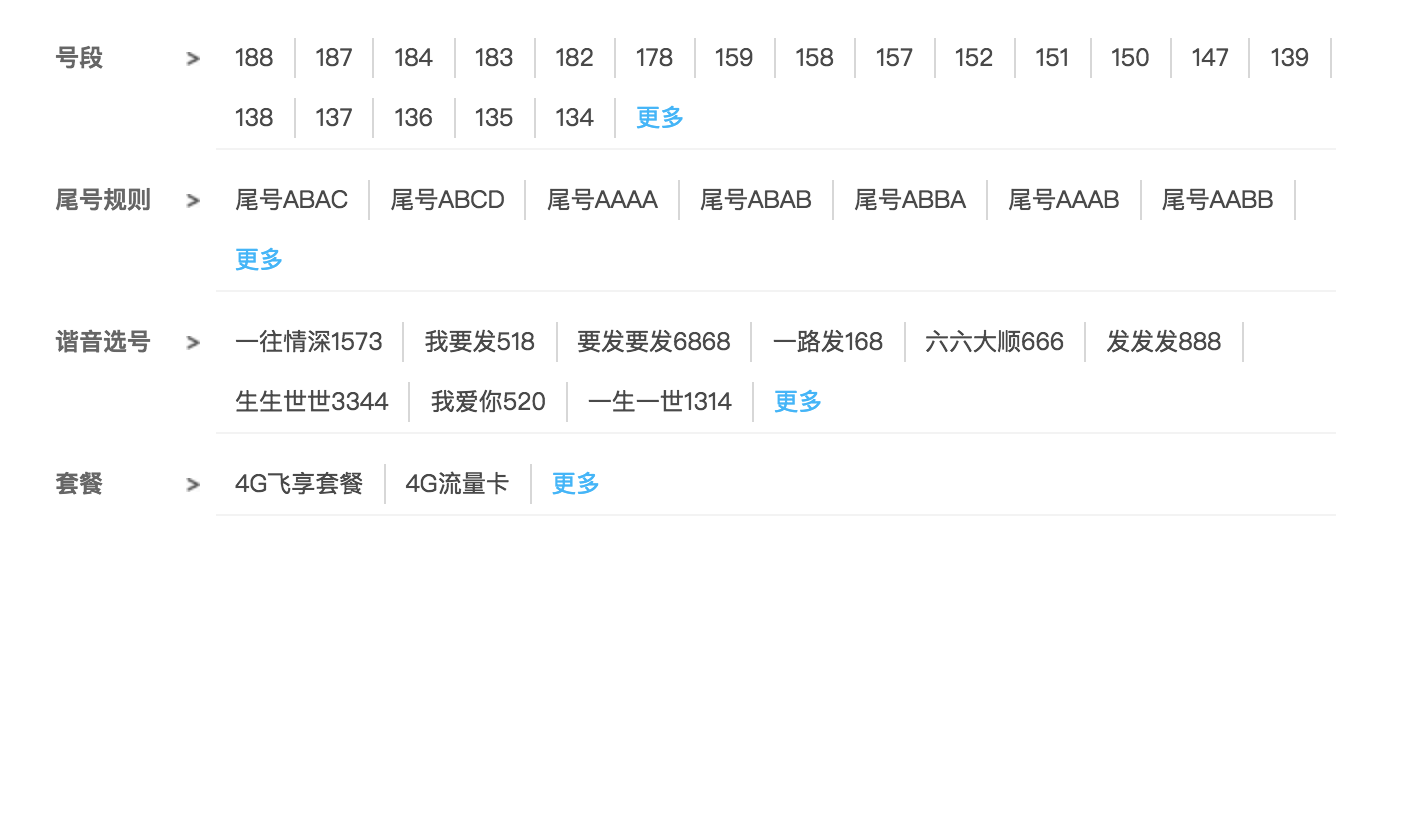 号段 > 188 187 184 183 182 178 159 158 157 152 151 150 147 139
138 137 136 135 134 更多
尾号规则 > 尾号ABAC 尾号ABCD 尾号AAAA 尾号ABAB 尾号ABBA 尾号AAAB 尾号AABB
更多
谐音选号 > 一往情深1573 我要发518 要发要发6868 一路发168 六六大顺666 发发发888
生生世世3344 我爱你520 一生一世1314 更多
套餐 > 4G飞享套餐 4G流量卡 更多